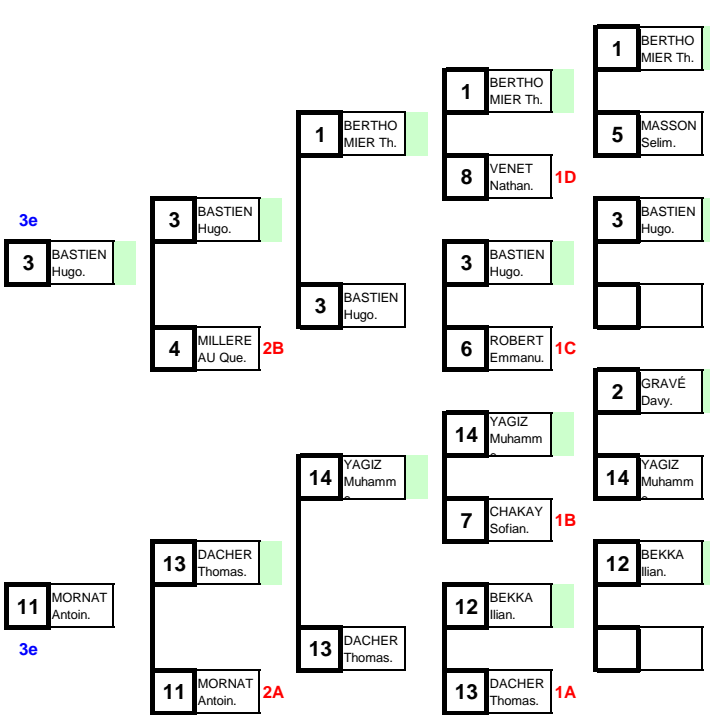 1 BERTHO
MIER Th.
1 BERTHO
MIER Th.
1 BERTHO
MIER Th.
5 MASSON
Selim.
8 VENET
Nathan. 1D
3 BASTIEN
Hugo.
3 BASTIEN
Hugo.
3e
3 BASTIEN
Hugo.
3 BASTIEN
Hugo.
3 BASTIEN
Hugo.
4 MILLERE
AU Que. 2B
6 ROBERT
Emmanu. 1C
2 GRAVÉ
Davy.
14 YAGIZ
Muhamm
14 YAGIZ
Muhamm
14 YAGIZ
Muhamm
7 CHAKAY
Sofian. 1B
13 DACHER
Thomas.
12 BEKKA
Ilian.
11 MORNAT
Antoin.
12 BEKKA
Ilian.
3e
13 DACHER
Thomas.
11 MORNAT
Antoin. 2A
13 DACHER
Thomas. 1A